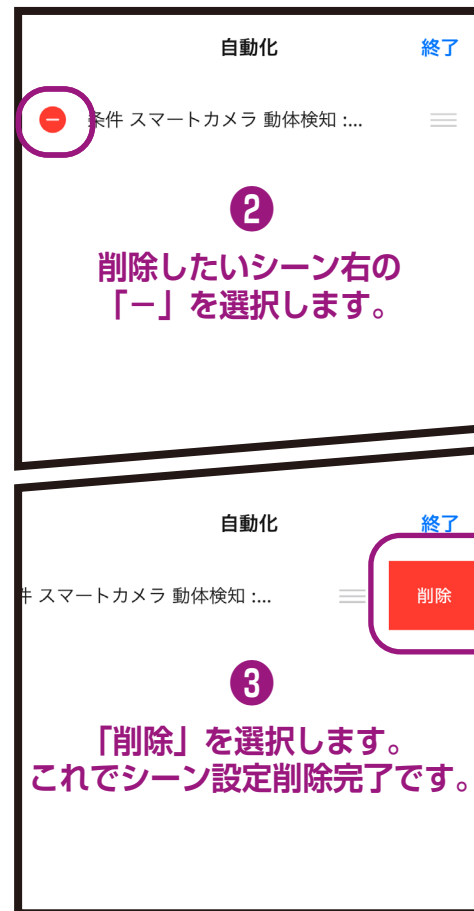 自動化 終了
条件 スマートカメラ 動体検知 :...
❷
削除したいシーン右の
「－」を選択します。
自動化 終了
件 スマートカメラ 動体検知 :... 削除
❸
「削除」を選択します。
これでシーン設定削除完了です。